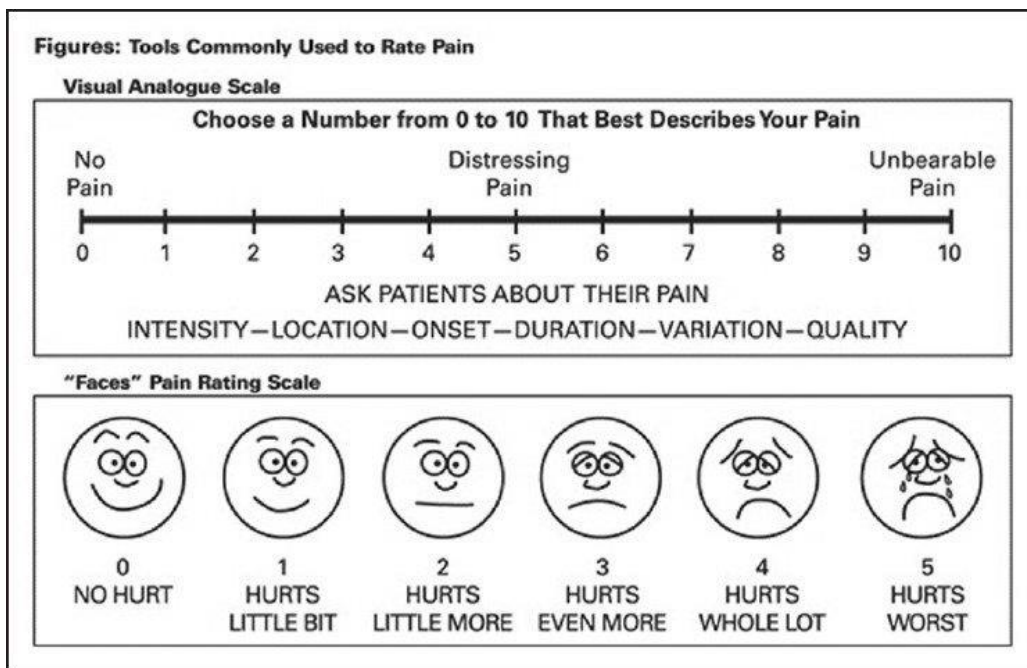 Figures: Tools Commonly Used to Rate Pain
Visual Analogue Scale
Choose a Number from 0 to 10 That Best Describes Your Pain
No Pain
Distressing Pain
Unbearable Pain
0 1 2 3 4 5 6 7 8 9 10
ASK PATIENTS ABOUT THEIR PAIN
INTENSITY—LOCATION—ONSET—DURATION—VARIATION—QUALITY
"Faces" Pain Rating Scale
0 1 2 3 4 5
NO HURT
HURTS LITTLE BIT
HURTS LITTLE MORE
HURTS EVEN MORE
HURTS WHOLE LOT
HURTS WORST